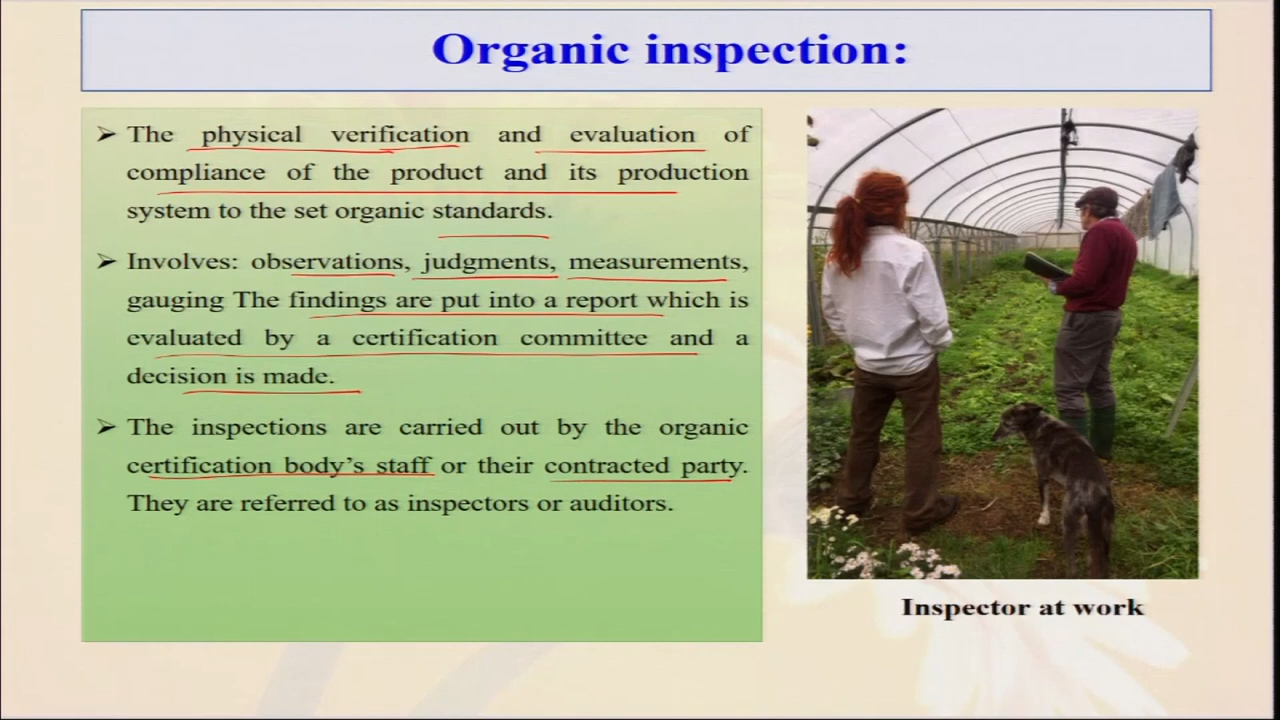 Organic inspection:
➢ The physical verification and evaluation of
compliance of the product and its production
system to the set organic standards.
➢ Involves: observations, judgments, measurements,
gauging The findings are put into a report which is
evaluated by a certification committee and a
decision is made.
➢ The inspections are carried out by the organic
certification body's staff or their contracted party.
They are referred to as inspectors or auditors.
Inspector at work